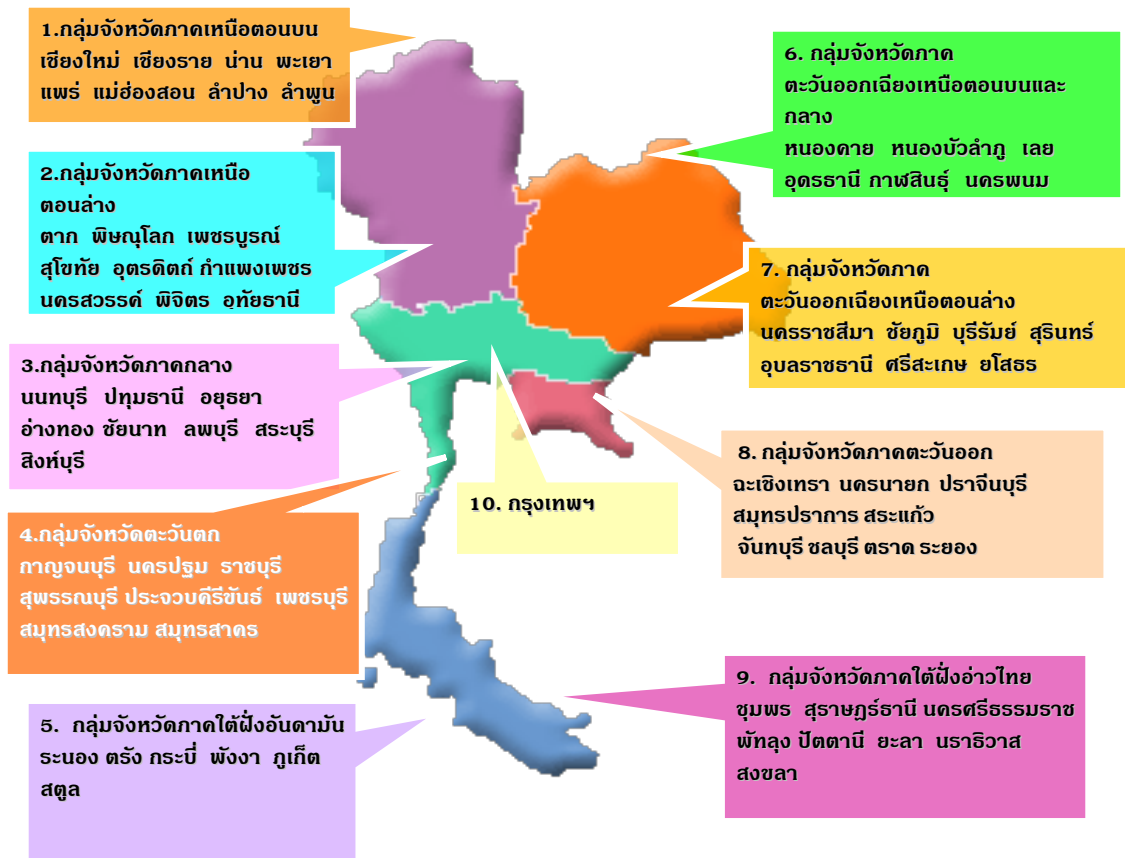 1.กลุ่มจังหวัดภาคเหนือตอนบน
เชียงใหม่ เชียงราย น่าน พะเยา
แพร่ แม่ฮ่องสอน ลำปาง ลำพูน
2.กลุ่มจังหวัดภาคเหนือ
ตอนล่าง
ตาก พิษณุโลก เพชรบูรณ์
สุโขทัย อุตรดิตถ์ กำแพงเพชร
นครสวรรค์ พิจิตร อุทัยธานี
3.กลุ่มจังหวัดภาคกลาง
นนทบุรี ปทุมธานี อยุธยา
อ่างทอง ชัยนาท ลพบุรี สระบุรี
สิงห์บุรี
4.กลุ่มจังหวัดตะวันตก
กาญจนบุรี นครปฐม ราชบุรี
สุพรรณบุรี ประจวบคีรีขันธ์ เพชรบุรี
สมุทรสงคราม สมุทรสาคร
5. กลุ่มจังหวัดภาคใต้ฝั่งอันดามัน
ระนอง ตรัง กระบี่ พังงา ภูเก็ต
สตูล
6. กลุ่มจังหวัดภาค
ตะวันออกเฉียงเหนือตอนบนและ
กลาง
หนองคาย หนองบัวลำภู เลย
อุดรธานี กาฬสินธุ์ นครพนม
7. กลุ่มจังหวัดภาค
ตะวันออกเฉียงเหนือตอนล่าง
นครราชสีมา ชัยภูมิ บุรีรัมย์ สุรินทร์
อุบลราชธานี ศรีสะเกษ ยโสธร
8. กลุ่มจังหวัดภาคตะวันออก
ฉะเชิงเทรา นครนายก ปราจีนบุรี
สมุทรปราการ สระแก้ว
จันทบุรี ชลบุรี ตราด ระยอง
9. กลุ่มจังหวัดภาคใต้ฝั่งอ่าวไทย
ชุมพร สุราษฎร์ธานี นครศรีธรรมราช
พัทลุง ปัตตานี ยะลา นราธิวาส
สงขลา
10. กรุงเทพฯ